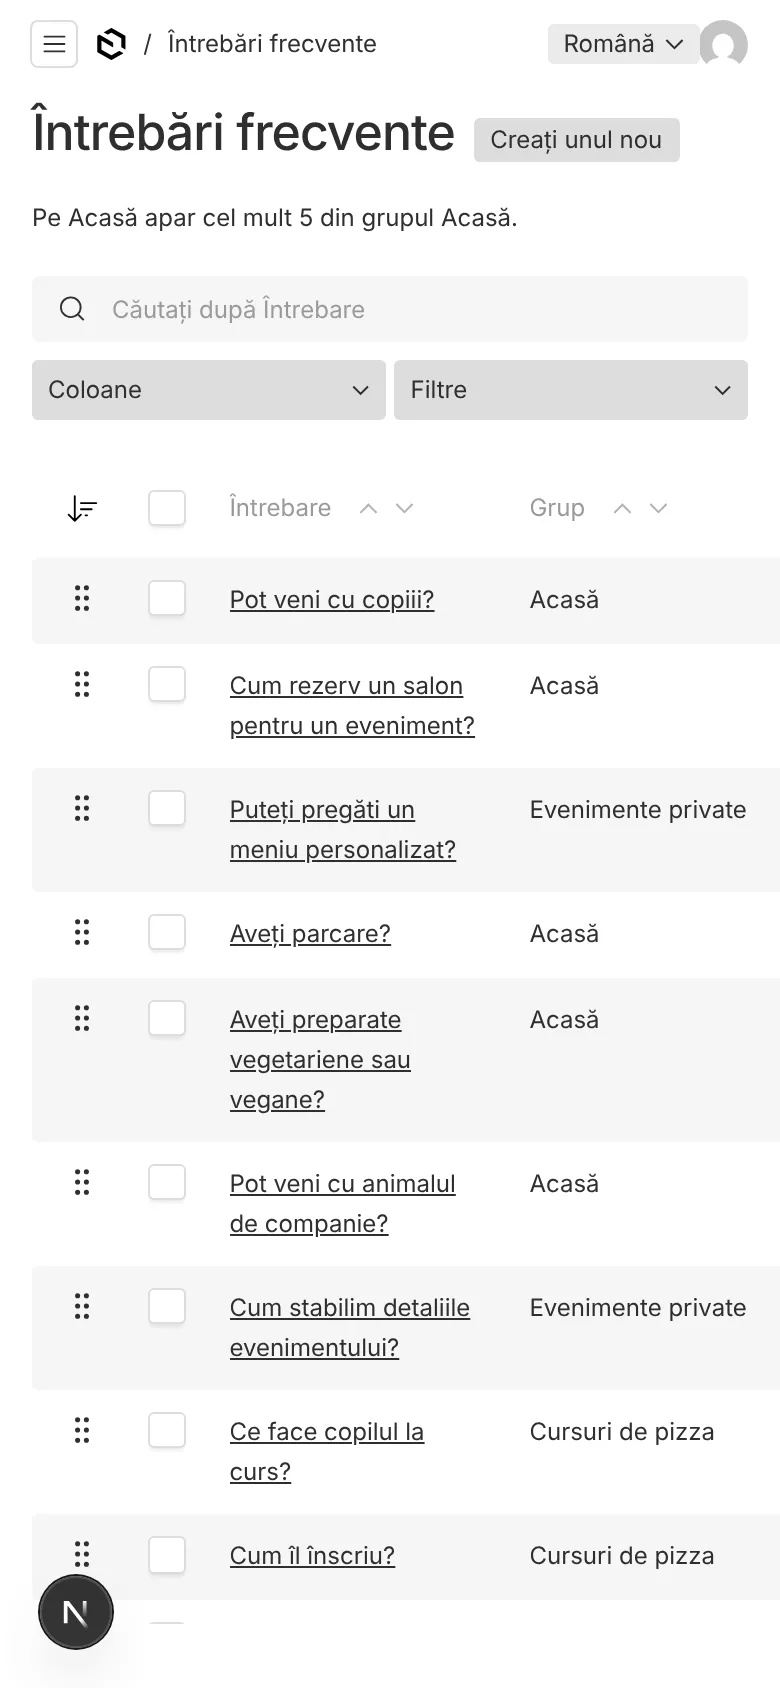 / Întrebări frecvente
Română
Întrebări frecvente
Creați unul nou
Pe Acasă apar cel mult 5 din grupul Acasă.
Căutați după Întrebare
Coloane
Filtre
Întrebare
Grup
Pot veni cu copiii?
Acasă
Cum rezerv un salon
pentru un eveniment?
Acasă
Puteți pregăti un
meniu personalizat?
Evenimente private
Aveți parcare?
Acasă
Aveți preparate
vegetariene sau
vegane?
Acasă
Pot veni cu animalul
de companie?
Acasă
Cum stabilim detaliile
evenimentului?
Evenimente private
Ce face copilul la
curs?
Cursuri de pizza
Cum îl înscriu?
Cursuri de pizza
N